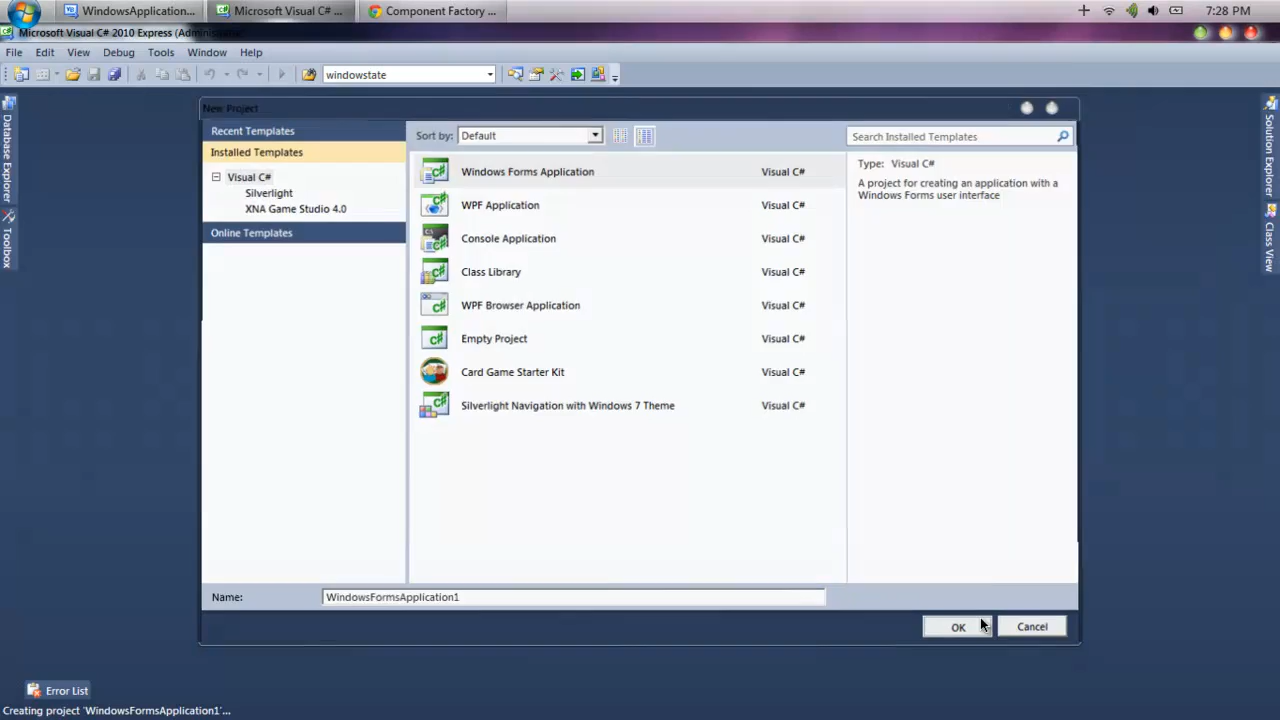 WindowsApplication...
Microsoft Visual C# ...
Component Factory ...
7:28 PM
Microsoft Visual C# 2010 Express (Administrator)
File Edit View Debug Tools Window Help
windowstate
Database Explorer
Toolbox
Solution Explorer
Class View
New Project
Recent Templates
Installed Templates
Visual C#
Silverlight
XNA Game Studio 4.0
Online Templates
Sort by: Default
Search Installed Templates
Windows Forms Application Visual C#
WPF Application Visual C#
Console Application Visual C#
Class Library Visual C#
WPF Browser Application Visual C#
Empty Project Visual C#
Card Game Starter Kit Visual C#
Silverlight Navigation with Windows 7 Theme Visual C#
Type: Visual C#
A project for creating an application with a
Windows Forms user interface
Name: WindowsFormsApplication1
OK Cancel
Error List
Creating project 'WindowsFormsApplication1'...